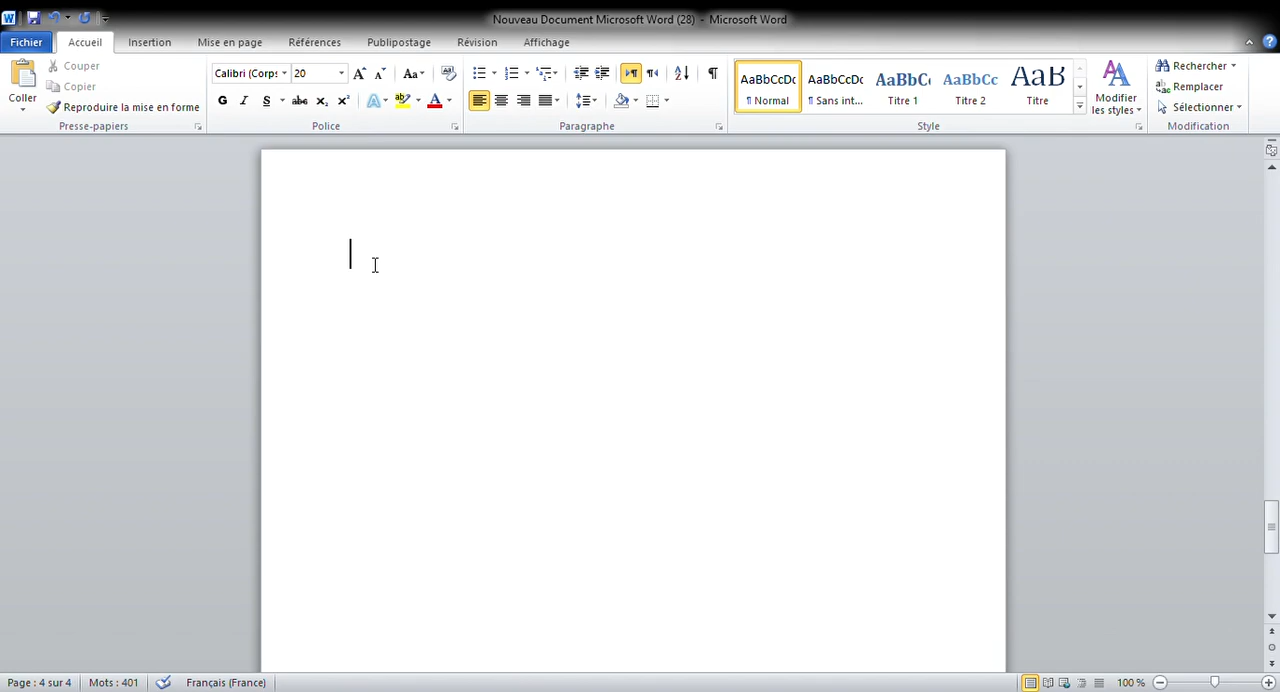 Nouveau Document Microsoft Word (28) - Microsoft Word
Fichier Accueil Insertion Mise en page Références Publipostage Révision Affichage
Coller
Couper
Copier
Reproduire la mise en forme
Presse-papiers
Calibri (Corps 20
Aa
G I S abc x₂ x² A ab A
Police
Paragraphe
AaBbCcDc AaBbCcDc AaBbC AaBbCc AaB
¶ Normal ¶ Sans int... Titre 1 Titre 2 Titre
Modifier les styles
Style
Rechercher
Remplacer
Sélectionner
Modification
Page : 4 sur 4 Mots : 401 Français (France) 100 %